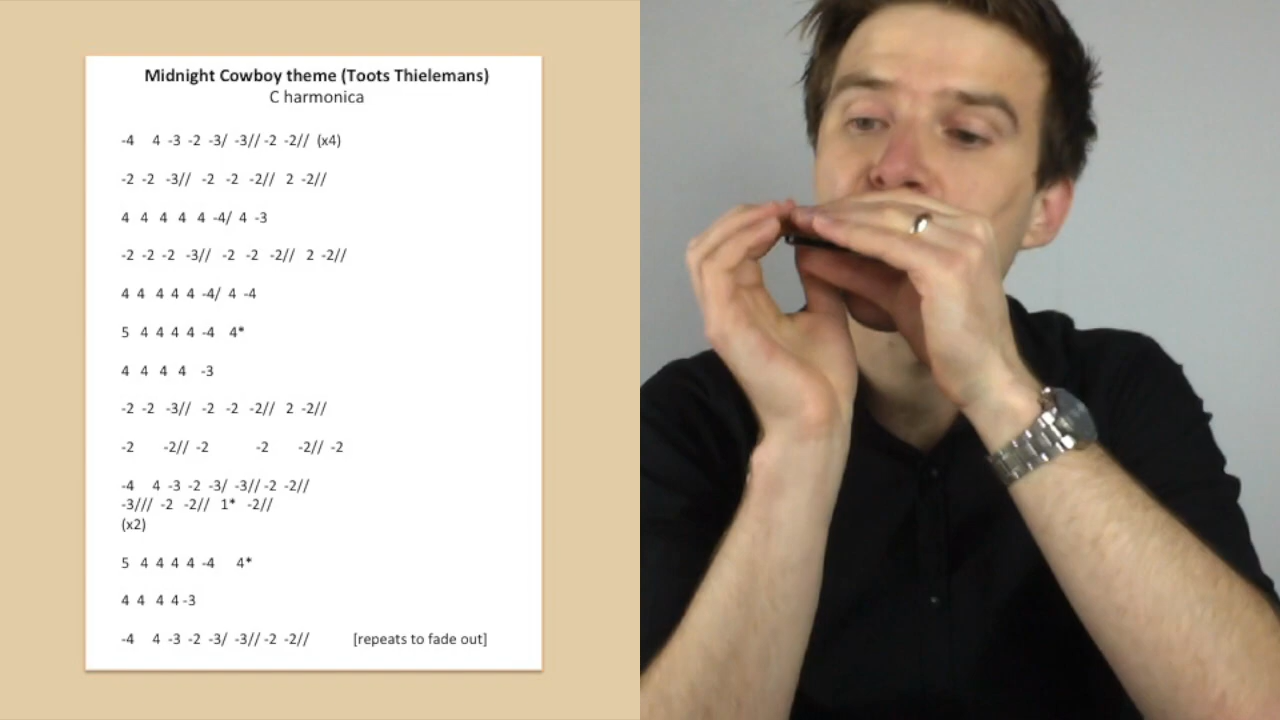 Midnight Cowboy theme (Toots Thielemans)
C harmonica
-4 4 -3 -2 -3/ -3// -2 -2// (x4)
-2 -2 -3// -2 -2 -2// 2 -2//
4 4 4 4 4 -4/ 4 -3
-2 -2 -2 -3// -2 -2 -2// 2 -2//
4 4 4 4 4 -4/ 4 -4
5 4 4 4 4 -4 4*
4 4 4 4 -3
-2 -2 -3// -2 -2 -2// 2 -2//
-2 -2// -2 -2 -2// -2
-4 4 -3 -2 -3/ -3// -2 -2//
-3/// -2 -2// 1* -2//
(x2)
5 4 4 4 4 -4 4*
4 4 4 4 -3
-4 4 -3 -2 -3/ -3// -2 -2// [repeats to fade out]